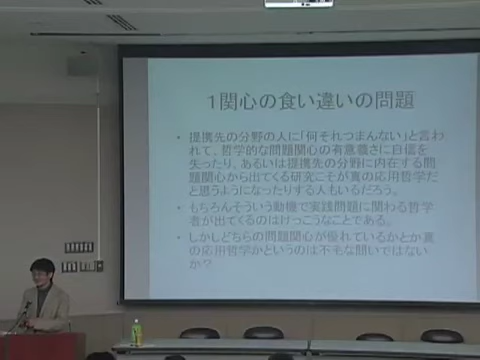 1関心の食い違いの問題
• 提携先の分野の人に「何それつまんない」と言わ
れて、哲学的な問題関心の有意義さに自信を
失ったり、あるいは提携先の分野に内在する問
題関心から出てくる研究こそが真の応用哲学だ
と思うようになったりする人もいるだろう。
• もちろんそういう動機で実践問題に関わる哲学
者が出てくるのはけっこうなことである。
• しかしどちらの問題関心が優れているかとか真
の応用哲学かというのは不毛な問いではない
か？